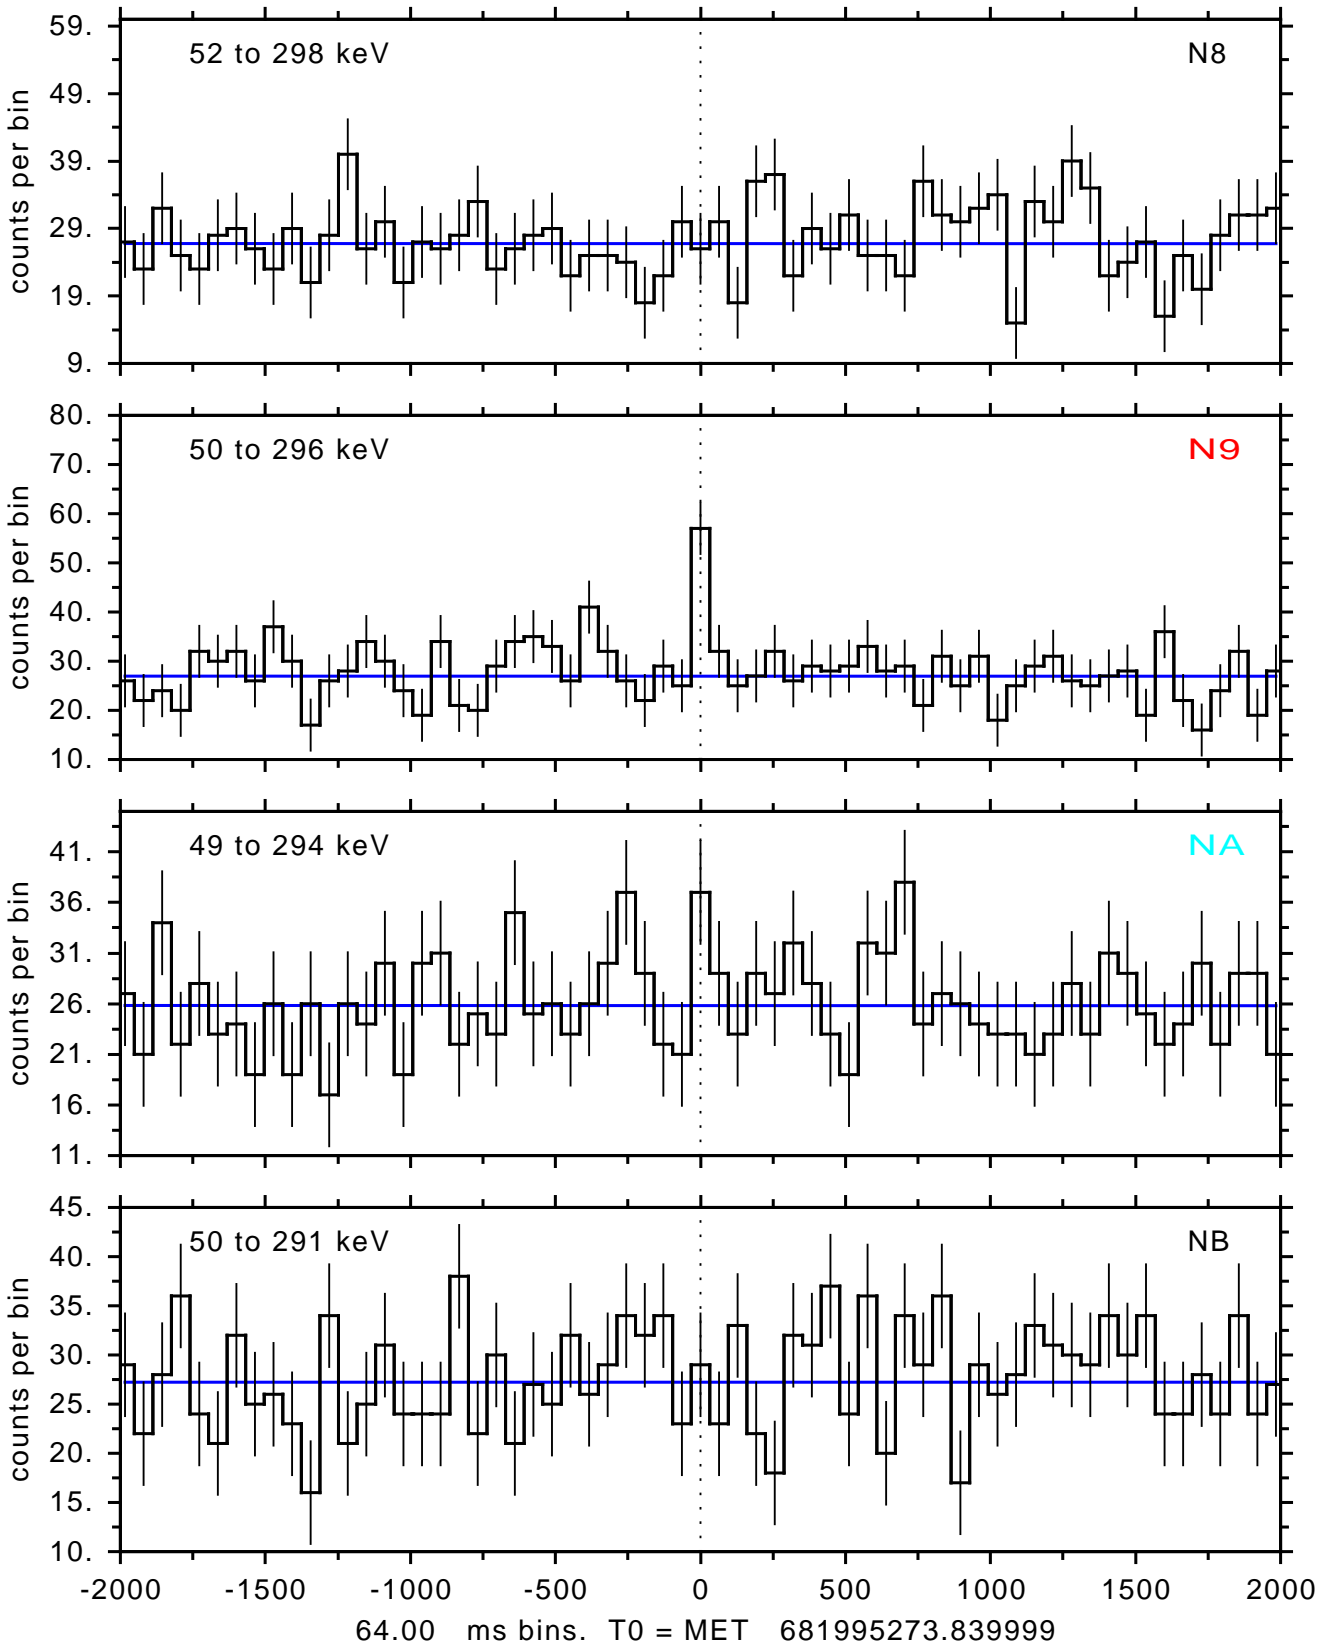 59.
52 to 298 keV N8
49.
39.
29.
19.
9.
counts per bin
80.
50 to 296 keV N9
70.
60.
50.
40.
30.
20.
10.
counts per bin
49 to 294 keV NA
41.
36.
31.
26.
21.
16.
11.
counts per bin
45.
50 to 291 keV NB
40.
35.
30.
25.
20.
15.
10.
counts per bin
-2000 -1500 -1000 -500 0 500 1000 1500 2000
64.00 ms bins. T0 = MET 681995273.839999